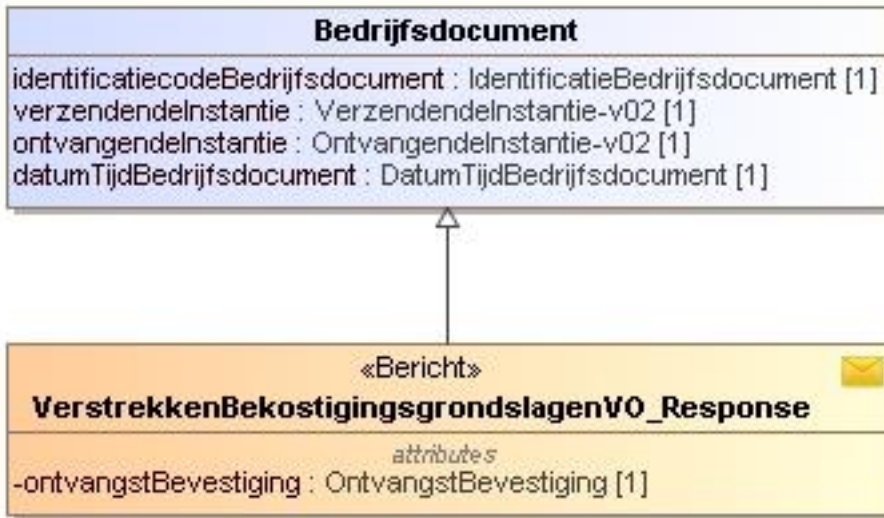 Bedrijfsdocument
identificatiecodeBedrijfsdocument : IdentificatieBedrijfsdocument [1]
verzendendeInstantie : VerzendendeInstantie-v02 [1]
ontvangendeInstantie : OntvangendeInstantie-v02 [1]
datumTijdBedrijfsdocument : DatumTijdBedrijfsdocument [1]
«Bericht»
VerstrekkenBekostigingsgrondslagenVO_Response
attributes
-ontvangstBevestiging : OntvangstBevestiging [1]